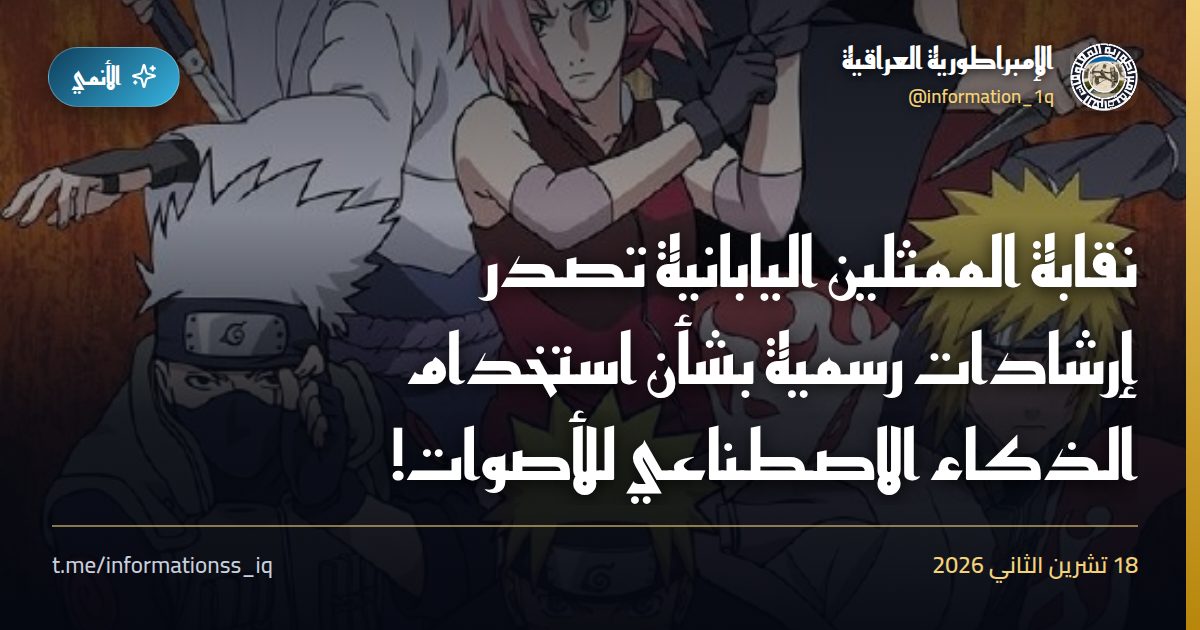 الإمبراطورية العراقية
@information_1q
الأنمي
نقابة الممثلين اليابانية تصدر
إرشادات رسمية بشأن استخدام
الذكاء الاصطناعي للأصوات!
18 تشرين الثاني 2026
t.me/informationss_iq